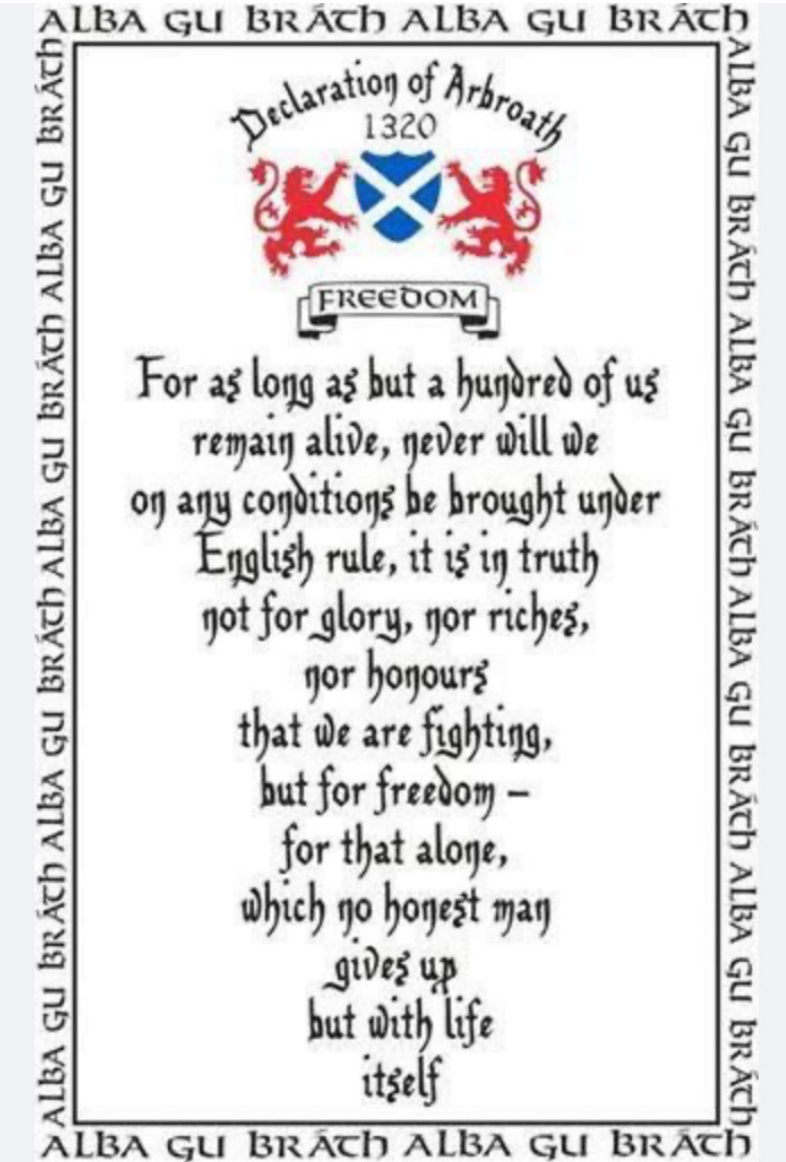 ALBA GU BRÁTH ALBA GU BRÁTH
ALBA GU BRÁTH ALBA GU BRÁTH ALBA GU BRÁTH ALBA GU BRÁTH
ALBA GU BRÁTH ALBA GU BRÁTH ALBA GU BRÁTH ALBA GU BRÁTH
Declaration of Arbroath
1320
FREEDOM
For as long as but a hundred of us
remain alive, never will we
on any conditions be brought under
English rule, it is in truth
not for glory, nor riches,
nor honours
that we are fighting,
but for freedom –
for that alone,
which no honest man
gives up
but with life
itself
ALBA GU BRÁTH ALBA GU BRÁTH